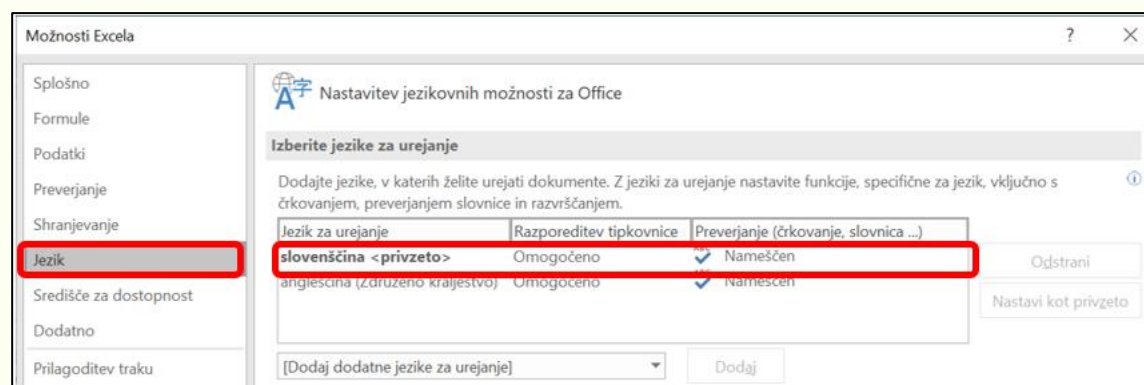 Možnosti Excela
?
Splošno
Formule
Podatki
Preverjanje
Shranjevanje
Jezik
Središče za dostopnost
Dodatno
Prilagoditev traku
Nastavitev jezikovnih možnosti za Office
Izberite jezike za urejanje
Dodajte jezike, v katerih želite urejati dokumente. Z jeziki za urejanje nastavite funkcije, specifične za jezik, vključno s
črkovanjem, preverjanjem slovnice in razvrščanjem.
Jezik za urejanje Razporeditev tipkovnice Preverjanje (črkovanje, slovnica ...)
slovenščina <privzeto> Omogočeno Nameščen
angleščina (Združeno kraljestvo) Omogočeno Nameščen
Odstrani
Nastavi kot privzeto
[Dodaj dodatne jezike za urejanje] Dodaj